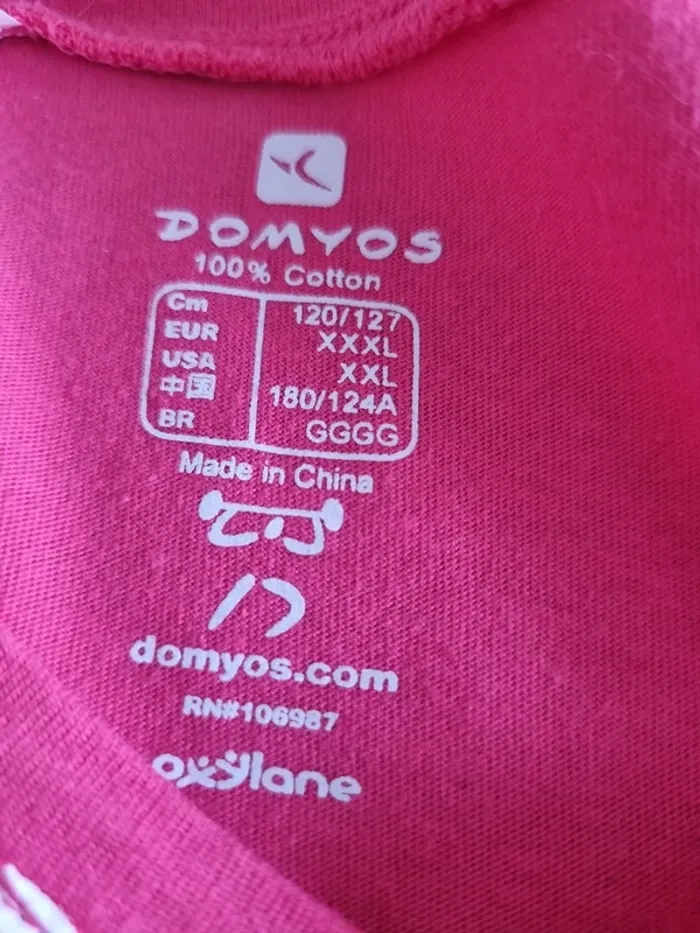 DOMYOS
100% Cotton
Cm 120/127
EUR XXXL
USA XXL
中国 180/124A
BR GGGG
Made in China
domyos.com
RN#106987
oxylane